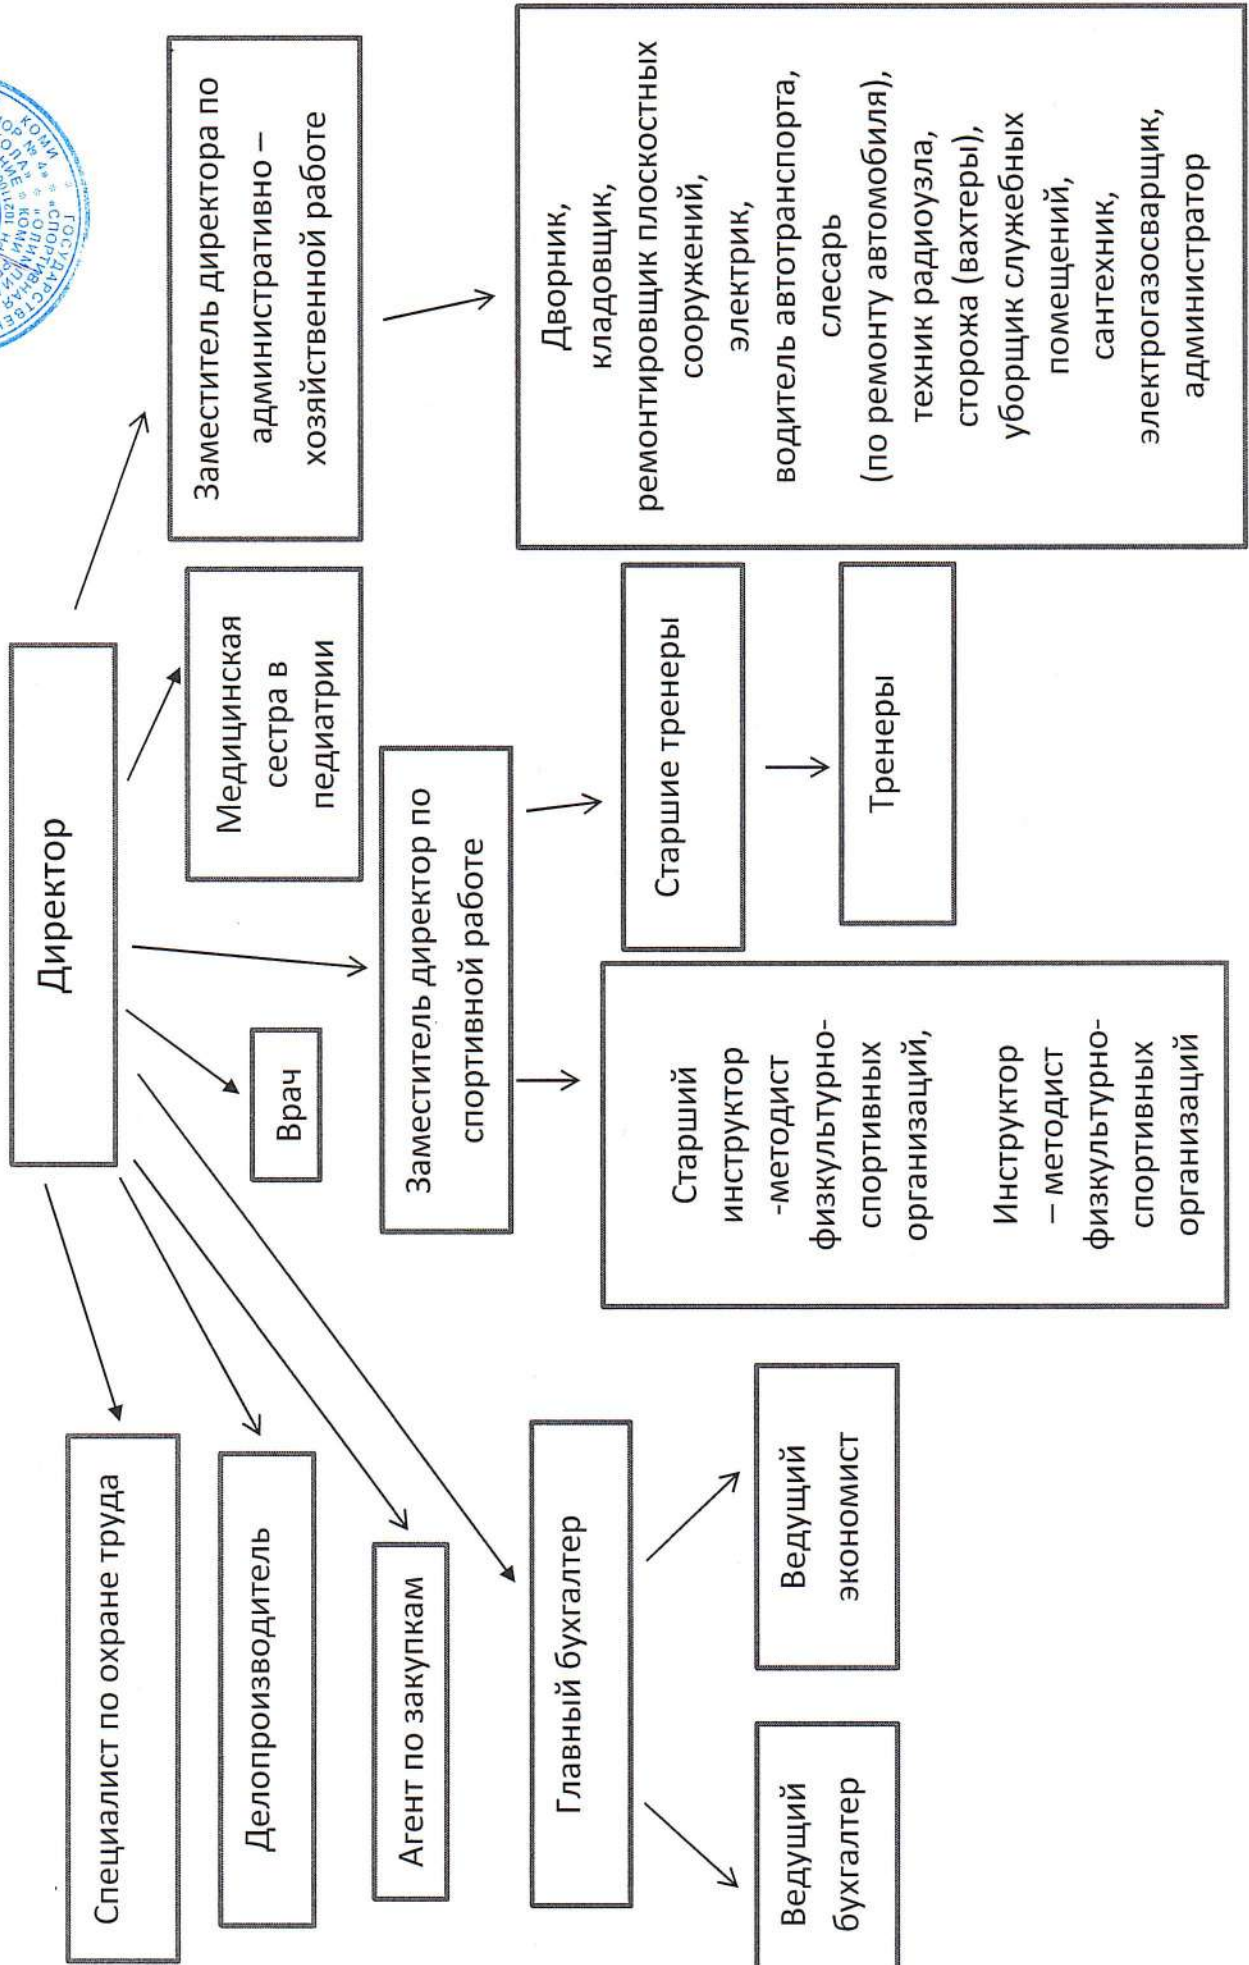 Директор
Специалист по охране труда
Делопроизводитель
Агент по закупкам
Главный бухгалтер
Ведущий
бухгалтер
Ведущий
экономист
Врач
Заместитель директор по
спортивной работе
Старший
инструктор
-методист
физкультурно-
спортивных
организаций,
Инструктор
– методист
физкультурно-
спортивных
организаций
Старшие тренеры
Тренеры
Медицинская
сестра в
педиатрии
Заместитель директора по
административно –
хозяйственной работе
Дворник,
кладовщик,
ремонтировщик плоскостных
сооружений,
электрик,
водитель автотранспорта,
слесарь
(по ремонту автомобиля),
техник радиоузла,
сторожа (вахтеры),
уборщик служебных
помещений,
сантехник,
электрогазосварщик,
администратор
КОМИ